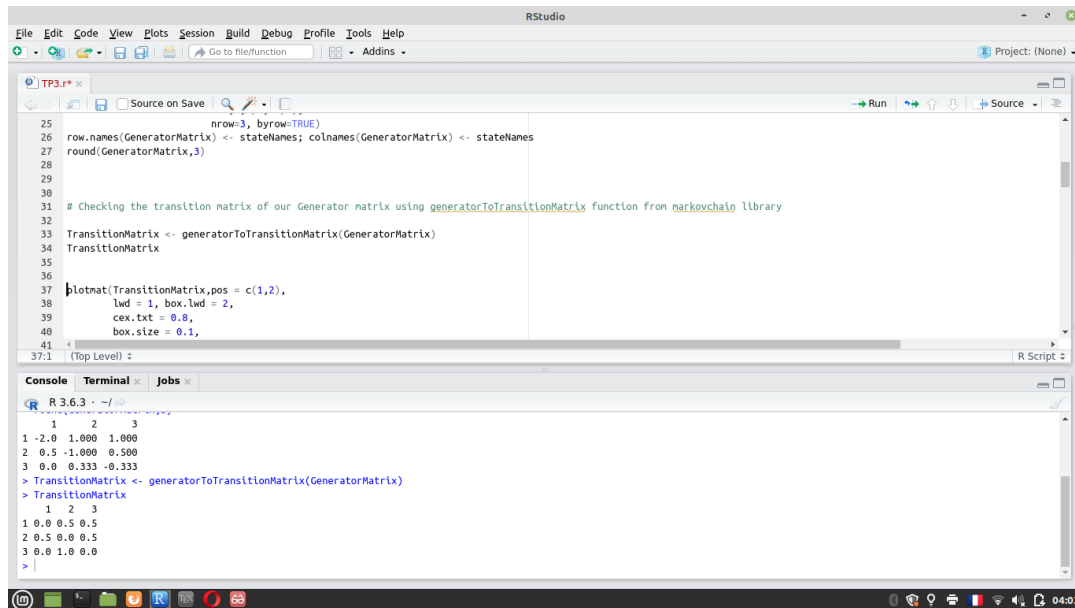 RStudio
File Edit Code View Plots Session Build Debug Profile Tools Help
Go to file/function
Addins
Project: (None)
TP3.r*
Source on Save
Run
Source
25 nrow=3, byrow=TRUE)
26 row.names(GeneratorMatrix) <- stateNames; colnames(GeneratorMatrix) <- stateNames
27 round(GeneratorMatrix,3)
28
29
30
31 # Checking the transition matrix of our Generator matrix using generatorToTransitionMatrix function from markovchain library
32
33 TransitionMatrix <- generatorToTransitionMatrix(GeneratorMatrix)
34 TransitionMatrix
35
36
37 plotmat(TransitionMatrix,pos = c(1,2),
38 lwd = 1, box.lwd = 2,
39 cex.txt = 0.8,
40 box.size = 0.1,
41
37:1 (Top Level) R Script
Console Terminal Jobs
R 3.6.3 · ~/
1 2 3
1 -2.0 1.000 1.000
2 0.5 -1.000 0.500
3 0.0 0.333 -0.333
> TransitionMatrix <- generatorToTransitionMatrix(GeneratorMatrix)
> TransitionMatrix
1 2 3
1 0.0 0.5 0.5
2 0.5 0.0 0.5
3 0.0 1.0 0.0
>